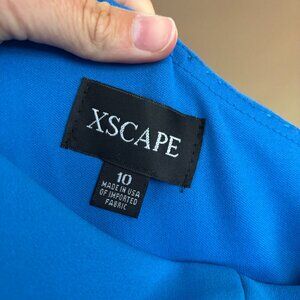 XSCAPE
10
MADE IN USA
OF IMPORTED
FABRIC